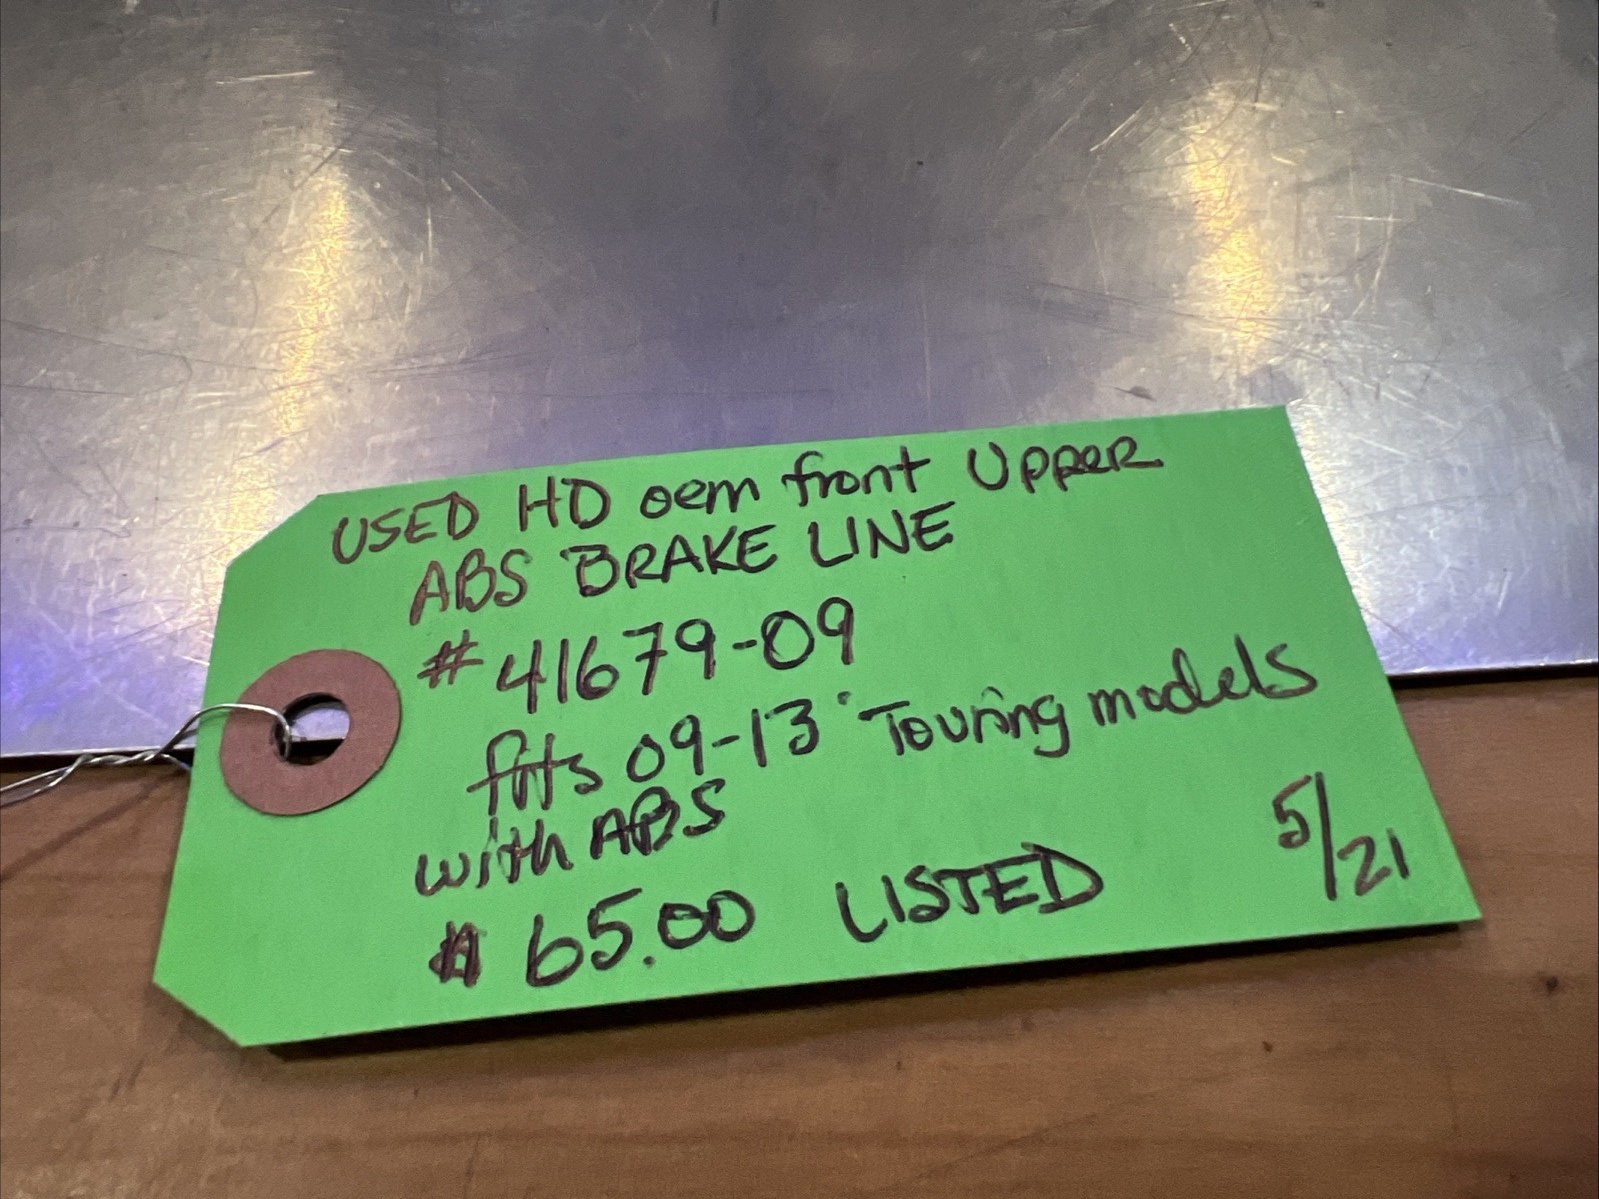 USED HD oem front Upper
ABS BRAKE LINE
# 41679-09
fits 09-13' Touring models
with ABS
$ 65.00 LISTED 5/21